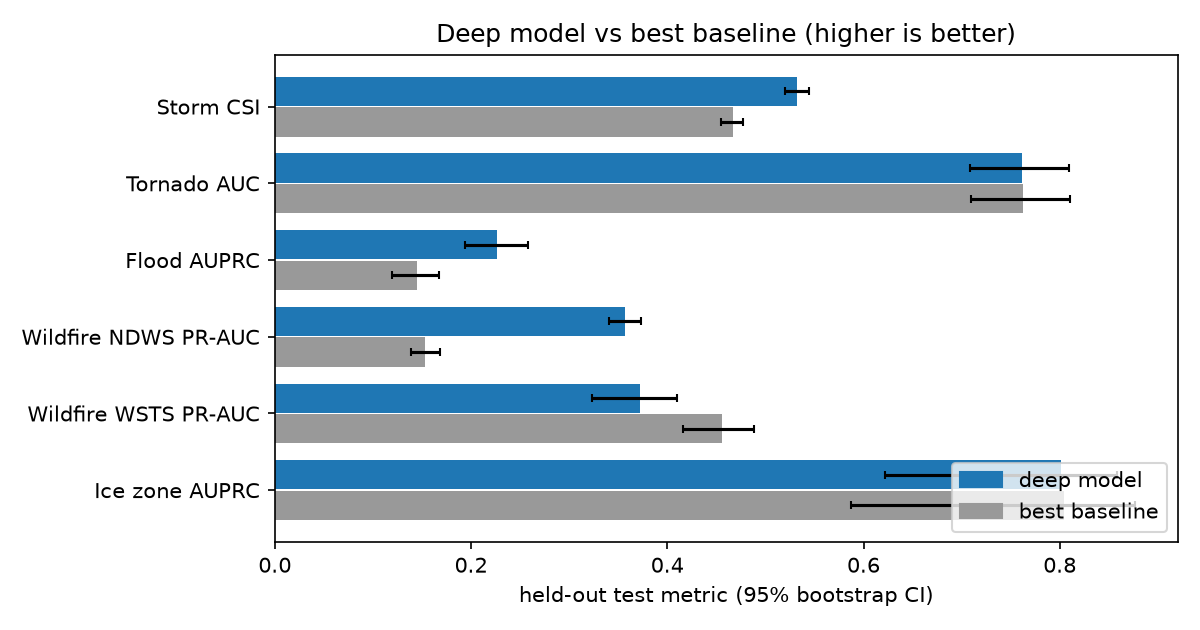 Deep model vs best baseline (higher is better)
Storm CSI
Tornado AUC
Flood AUPRC
Wildfire NDWS PR-AUC
Wildfire WSTS PR-AUC
Ice zone AUPRC
deep model
best baseline
0.0 0.2 0.4 0.6 0.8
held-out test metric (95% bootstrap CI)